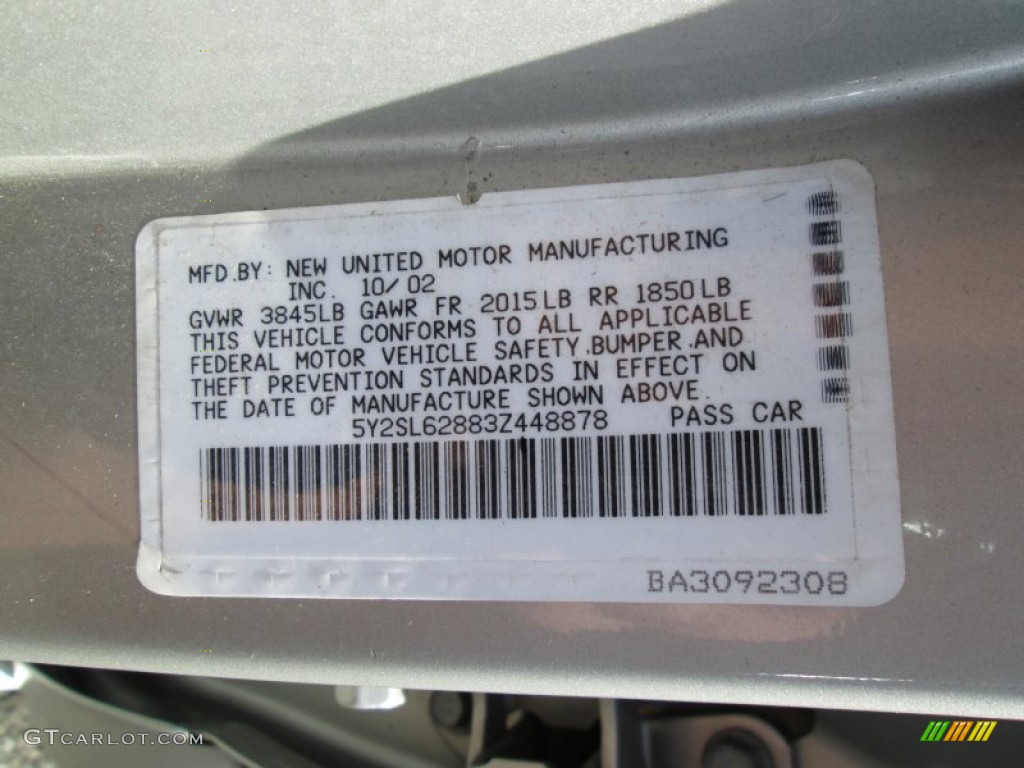 MFD.BY: NEW UNITED MOTOR MANUFACTURING
INC. 10/02
GVWR 3845LB GAWR FR 2015LB RR 1850LB
THIS VEHICLE CONFORMS TO ALL APPLICABLE
FEDERAL MOTOR VEHICLE SAFETY,BUMPER,AND
THEFT PREVENTION STANDARDS IN EFFECT ON
THE DATE OF MANUFACTURE SHOWN ABOVE.
5Y2SL62883Z448878 PASS CAR
BA3092308
GTCARLOT.COM